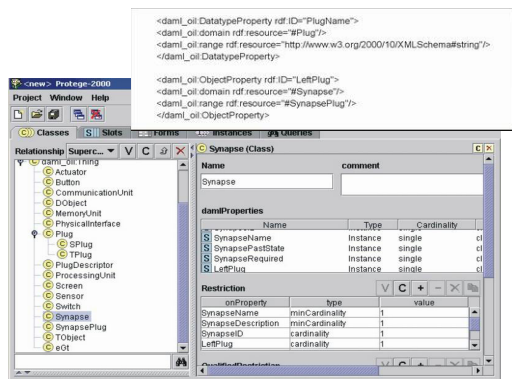 <daml_oil:DatatypeProperty rdf:ID="PlugName">
<daml_oil:domain rdf:resource="#Plug"/>
<daml_oil:range rdf:resource="http://www.w3.org/2000/10/XMLSchema#string"/>
</daml_oil:DatatypeProperty>
<daml_oil:ObjectProperty rdf:ID="LeftPlug">
<daml_oil:domain rdf:resource="#Synapse"/>
<daml_oil:range rdf:resource="#SynapsePlug"/>
</daml_oil:ObjectProperty>
<new> Protege-2000
Project Window Help
C Classes S Slots Forms Instances Queries
Relationship Superc... V C
daml_oil:Thing
C Actuator
C Button
C CommunicationUnit
C DObject
C MemoryUnit
C PhysicalInterface
C Plug
C SPlug
C TPlug
C PlugDescriptor
C ProcessingUnit
C Screen
C Sensor
C Switch
C Synapse
C SynapsePlug
C TObject
C eGt
C Synapse (Class) C X
Name comment
Synapse
damlProperties
Name Type Cardinality
S SynapseName Instance single cl
S SynapsePastState Instance single cl
S SynapseRequired Instance single cl
S LeftPlug Instance single cl
Restriction V C + -
onProperty type value
SynapseName minCardinality 1
SynapseDescription minCardinality 1
SynapseID cardinality 1
LeftPlug cardinality 1